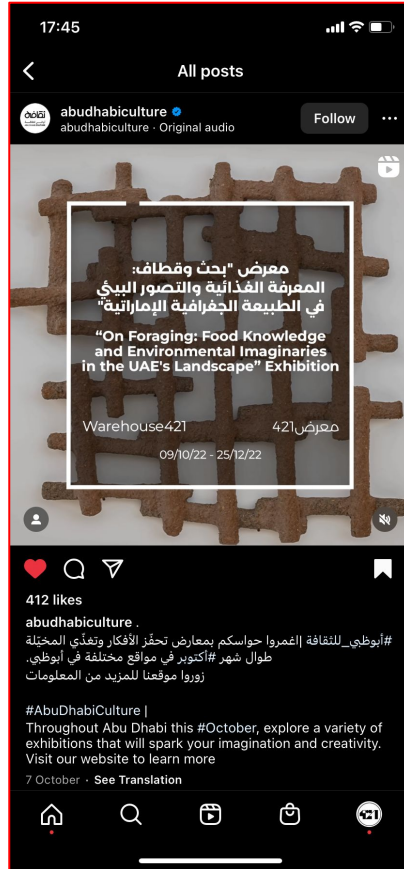 17:45
All posts
abudhabiculture
abudhabiculture · Original audio
Follow
معرض "بحث وقطاف:
المعرفة الغذائية والتصور البيئي
في الطبيعة الجغرافية الإماراتية"
“On Foraging: Food Knowledge
and Environmental Imaginaries
in the UAE's Landscape” Exhibition
Warehouse421
معرض421
09/10/22 - 25/12/22
412 likes
abudhabiculture .
#أبوظبي_للثقافة |اغمروا حواسكم بمعارض تحفّز الأفكار وتغذّي المخيّلة
طوال شهر #أكتوبر في مواقع مختلفة في أبوظبي.
زوروا موقعنا للمزيد من المعلومات
#AbuDhabiCulture |
Throughout Abu Dhabi this #October, explore a variety of
exhibitions that will spark your imagination and creativity.
Visit our website to learn more
7 October · See Translation